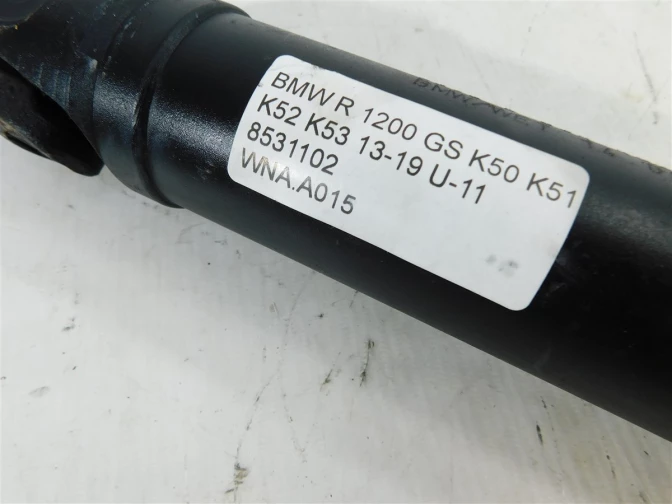 BMW R 1200 GS K50 K51
K52 K53 13-19 U-11
8531102
WNA.A015